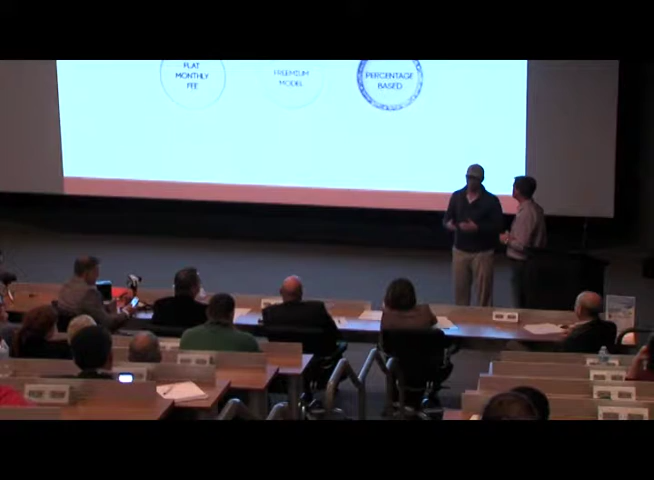 FLAT
MONTHLY
FEE
FREEMIUM
MODEL
PERCENTAGE
BASED